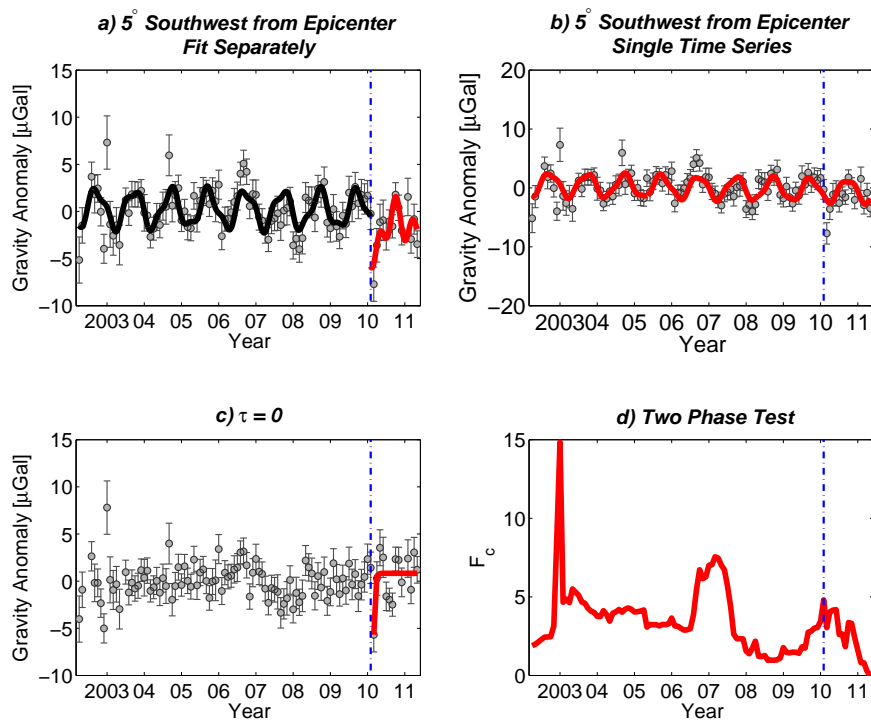 a) 5° Southwest from Epicenter
Fit Separately
15
10
5
0
−5
−10
Gravity Anomaly [μGal]
2003 04 05 06 07 08 09 10 11
Year
b) 5° Southwest from Epicenter
Single Time Series
20
10
0
−10
−20
Gravity Anomaly [μGal]
200304 05 06 07 08 09 10 11
Year
c) τ = 0
15
10
5
0
−5
−10
Gravity Anomaly [μGal]
2003 04 05 06 07 08 09 10 11
Year
d) Two Phase Test
15
10
5
0
F_c
2003 04 05 06 07 08 09 10 11
Year